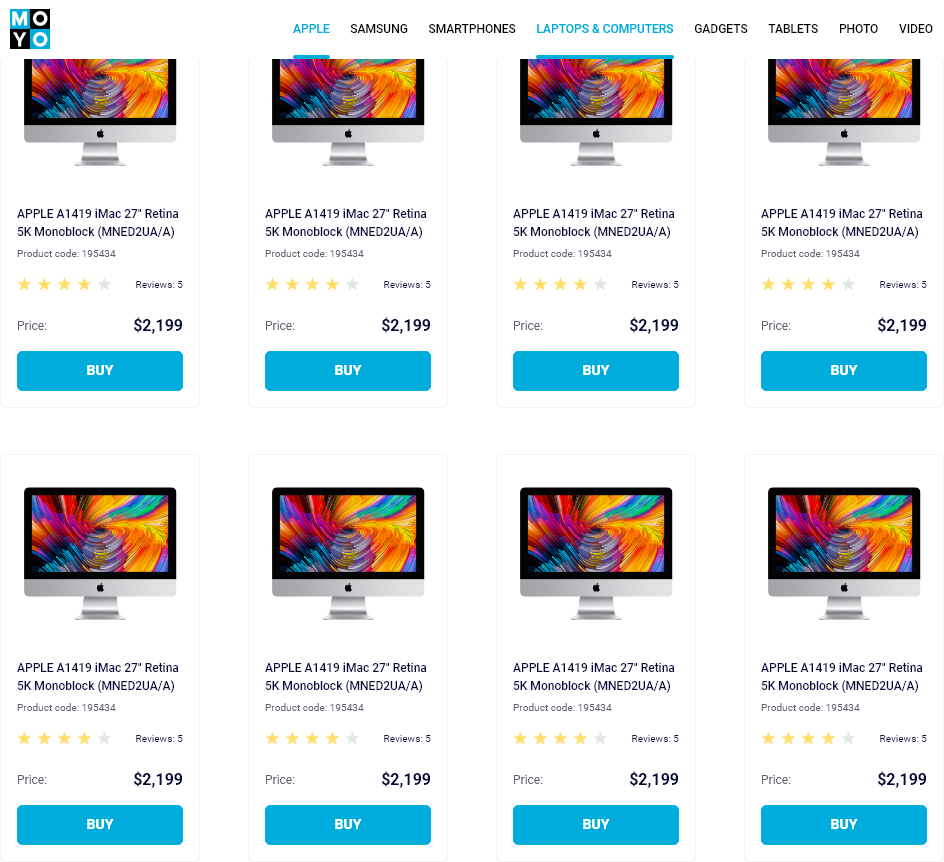 MO
YO
APPLE SAMSUNG SMARTPHONES LAPTOPS & COMPUTERS GADGETS TABLETS PHOTO VIDEO
APPLE A1419 iMac 27" Retina APPLE A1419 iMac 27" Retina APPLE A1419 iMac 27" Retina APPLE A1419 iMac 27" Retina
5K Monoblock (MNED2UA/A) 5K Monoblock (MNED2UA/A) 5K Monoblock (MNED2UA/A) 5K Monoblock (MNED2UA/A)
Product code: 195434 Product code: 195434 Product code: 195434 Product code: 195434
Reviews: 5 Reviews: 5 Reviews: 5 Reviews: 5
Price: $2,199 Price: $2,199 Price: $2,199 Price: $2,199
BUY BUY BUY BUY
APPLE A1419 iMac 27" Retina APPLE A1419 iMac 27" Retina APPLE A1419 iMac 27" Retina APPLE A1419 iMac 27" Retina
5K Monoblock (MNED2UA/A) 5K Monoblock (MNED2UA/A) 5K Monoblock (MNED2UA/A) 5K Monoblock (MNED2UA/A)
Product code: 195434 Product code: 195434 Product code: 195434 Product code: 195434
Reviews: 5 Reviews: 5 Reviews: 5 Reviews: 5
Price: $2,199 Price: $2,199 Price: $2,199 Price: $2,199
BUY BUY BUY BUY